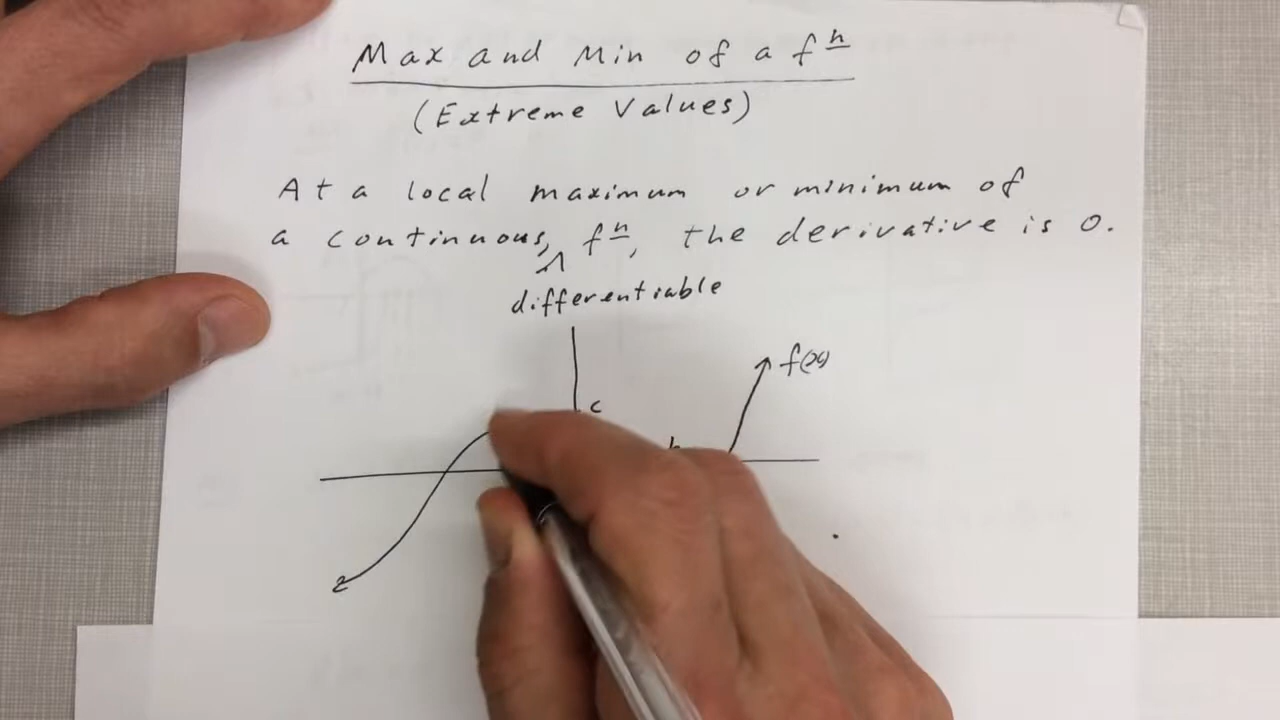 Max and Min of a fn
(Extreme Values)
At a local maximum or minimum of
a continuous, fn, the derivative is 0.
differentiable
f(x)
c